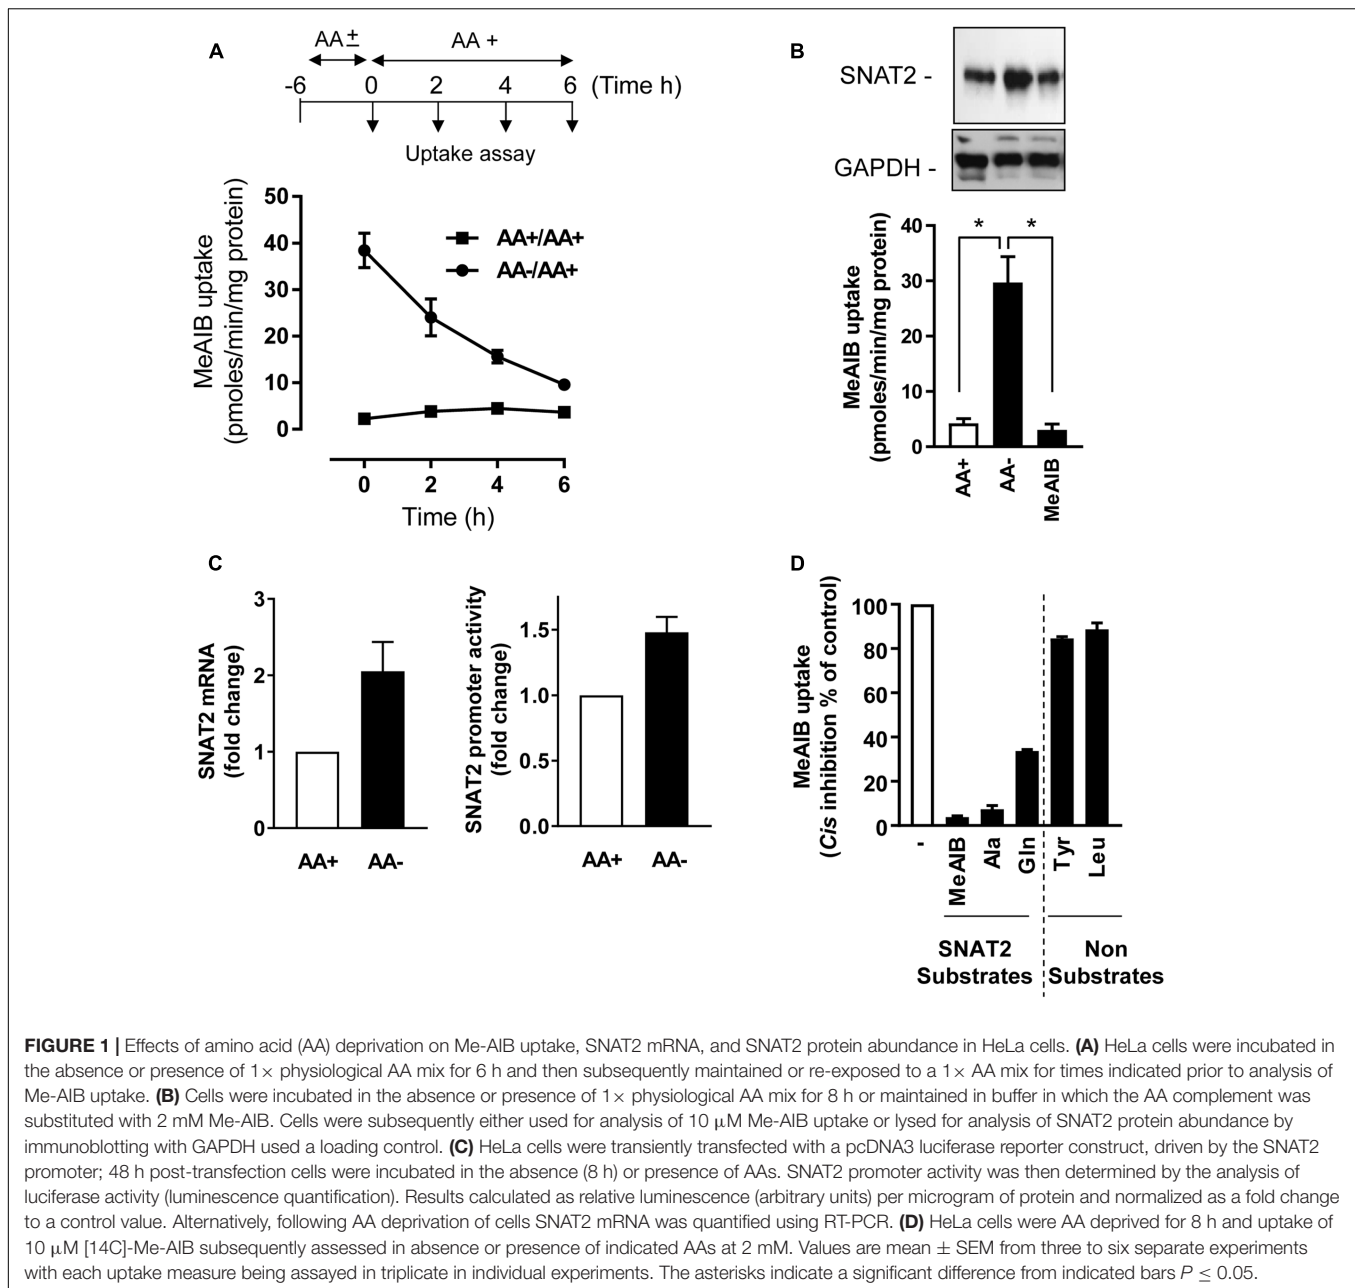 A
AA ±
AA +
-6 0 2 4 6 (Time h)
Uptake assay
MeAIB uptake
(pmoles/min/mg protein)
50
40
30
20
10
0
AA+/AA+
AA-/AA+
0 2 4 6
Time (h)
B
SNAT2 -
GAPDH -
MeAIB uptake
(pmoles/min/mg protein)
40
30
20
10
0
* *
AA+
AA-
MeAIB
C
SNAT2 mRNA
(fold change)
3
2
1
0
AA+ AA-
SNAT2 promoter activity
(fold change)
1.5
1.0
0.5
0.0
AA+ AA-
D
MeAIB uptake
(Cis inhibition % of control)
100
80
60
40
20
0
-
MeAIB
Ala
Gln
Tyr
Leu
SNAT2
Substrates
Non
Substrates
FIGURE 1 | Effects of amino acid (AA) deprivation on Me-AIB uptake, SNAT2 mRNA, and SNAT2 protein abundance in HeLa cells. (A) HeLa cells were incubated in
the absence or presence of 1× physiological AA mix for 6 h and then subsequently maintained or re-exposed to a 1× AA mix for times indicated prior to analysis of
Me-AIB uptake. (B) Cells were incubated in the absence or presence of 1× physiological AA mix for 8 h or maintained in buffer in which the AA complement was
substituted with 2 mM Me-AIB. Cells were subsequently either used for analysis of 10 μM Me-AIB uptake or lysed for analysis of SNAT2 protein abundance by
immunoblotting with GAPDH used a loading control. (C) HeLa cells were transiently transfected with a pcDNA3 luciferase reporter construct, driven by the SNAT2
promoter; 48 h post-transfection cells were incubated in the absence (8 h) or presence of AAs. SNAT2 promoter activity was then determined by the analysis of
luciferase activity (luminescence quantification). Results calculated as relative luminescence (arbitrary units) per microgram of protein and normalized as a fold change
to a control value. Alternatively, following AA deprivation of cells SNAT2 mRNA was quantified using RT-PCR. (D) HeLa cells were AA deprived for 8 h and uptake of
10 μM [14C]-Me-AIB subsequently assessed in absence or presence of indicated AAs at 2 mM. Values are mean ± SEM from three to six separate experiments
with each uptake measure being assayed in triplicate in individual experiments. The asterisks indicate a significant difference from indicated bars P ≤ 0.05.